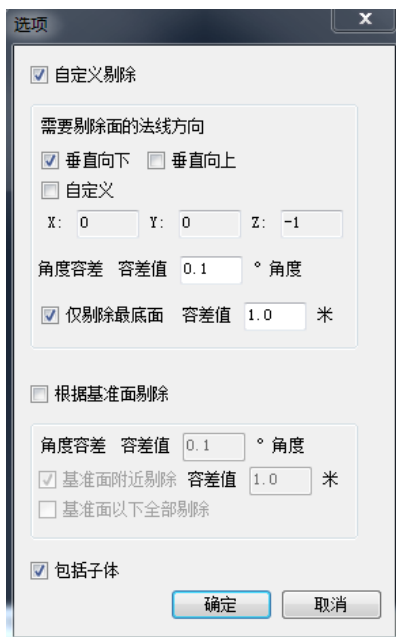 选项
自定义剔除
需要剔除面的法线方向
垂直向下 垂直向上
自定义
X: 0 Y: 0 Z: -1
角度容差 容差值 0.1 ° 角度
仅剔除最底面 容差值 1.0 米
根据基准面剔除
角度容差 容差值 0.1 ° 角度
基准面附近剔除 容差值 1.0 米
基准面以下全部剔除
包括子体
确定 取消